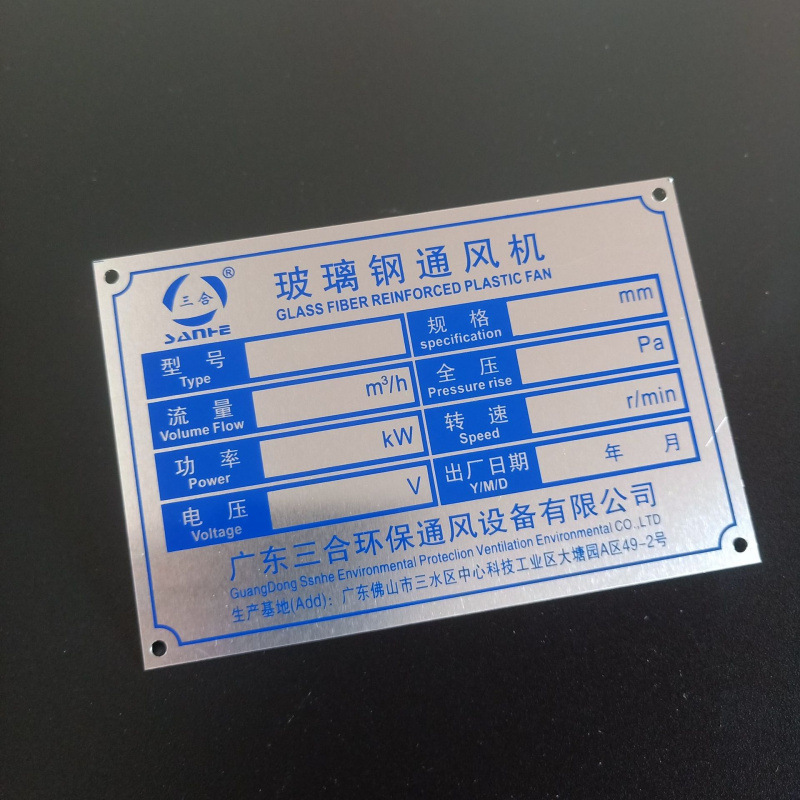 三合
®
SANHE
玻璃钢通风机
GLASS FIBER REINFORCED PLASTIC FAN
型号
Type
规格
specification
mm
流量
Volume Flow
m³/h
全压
Pressure rise
Pa
功率
Power
kW
转速
Speed
r/min
电压
Voltage
V
出厂日期
Y/M/D
年 月
广东三合环保通风设备有限公司
GuangDong Ssnhe Environmental Proteclion Ventilation Environmental CO.,LTD
生产基地(Add): 广东佛山市三水区中心科技工业区大塘园A区49-2号